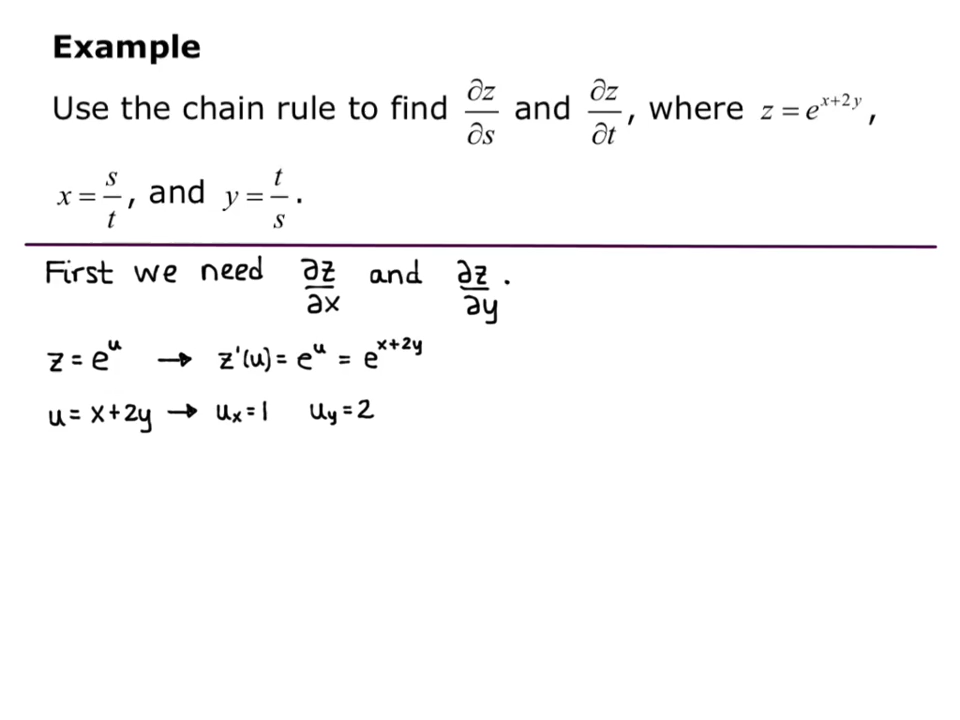 Example
Use the chain rule to find ∂z/∂s and ∂z/∂t, where z = e^{x+2y},
x = s/t, and y = t/s.
First we need ∂z/∂x and ∂z/∂y.
z = e^u → z'(u) = e^u = e^{x+2y}
u = x+2y → u_x = 1 u_y = 2